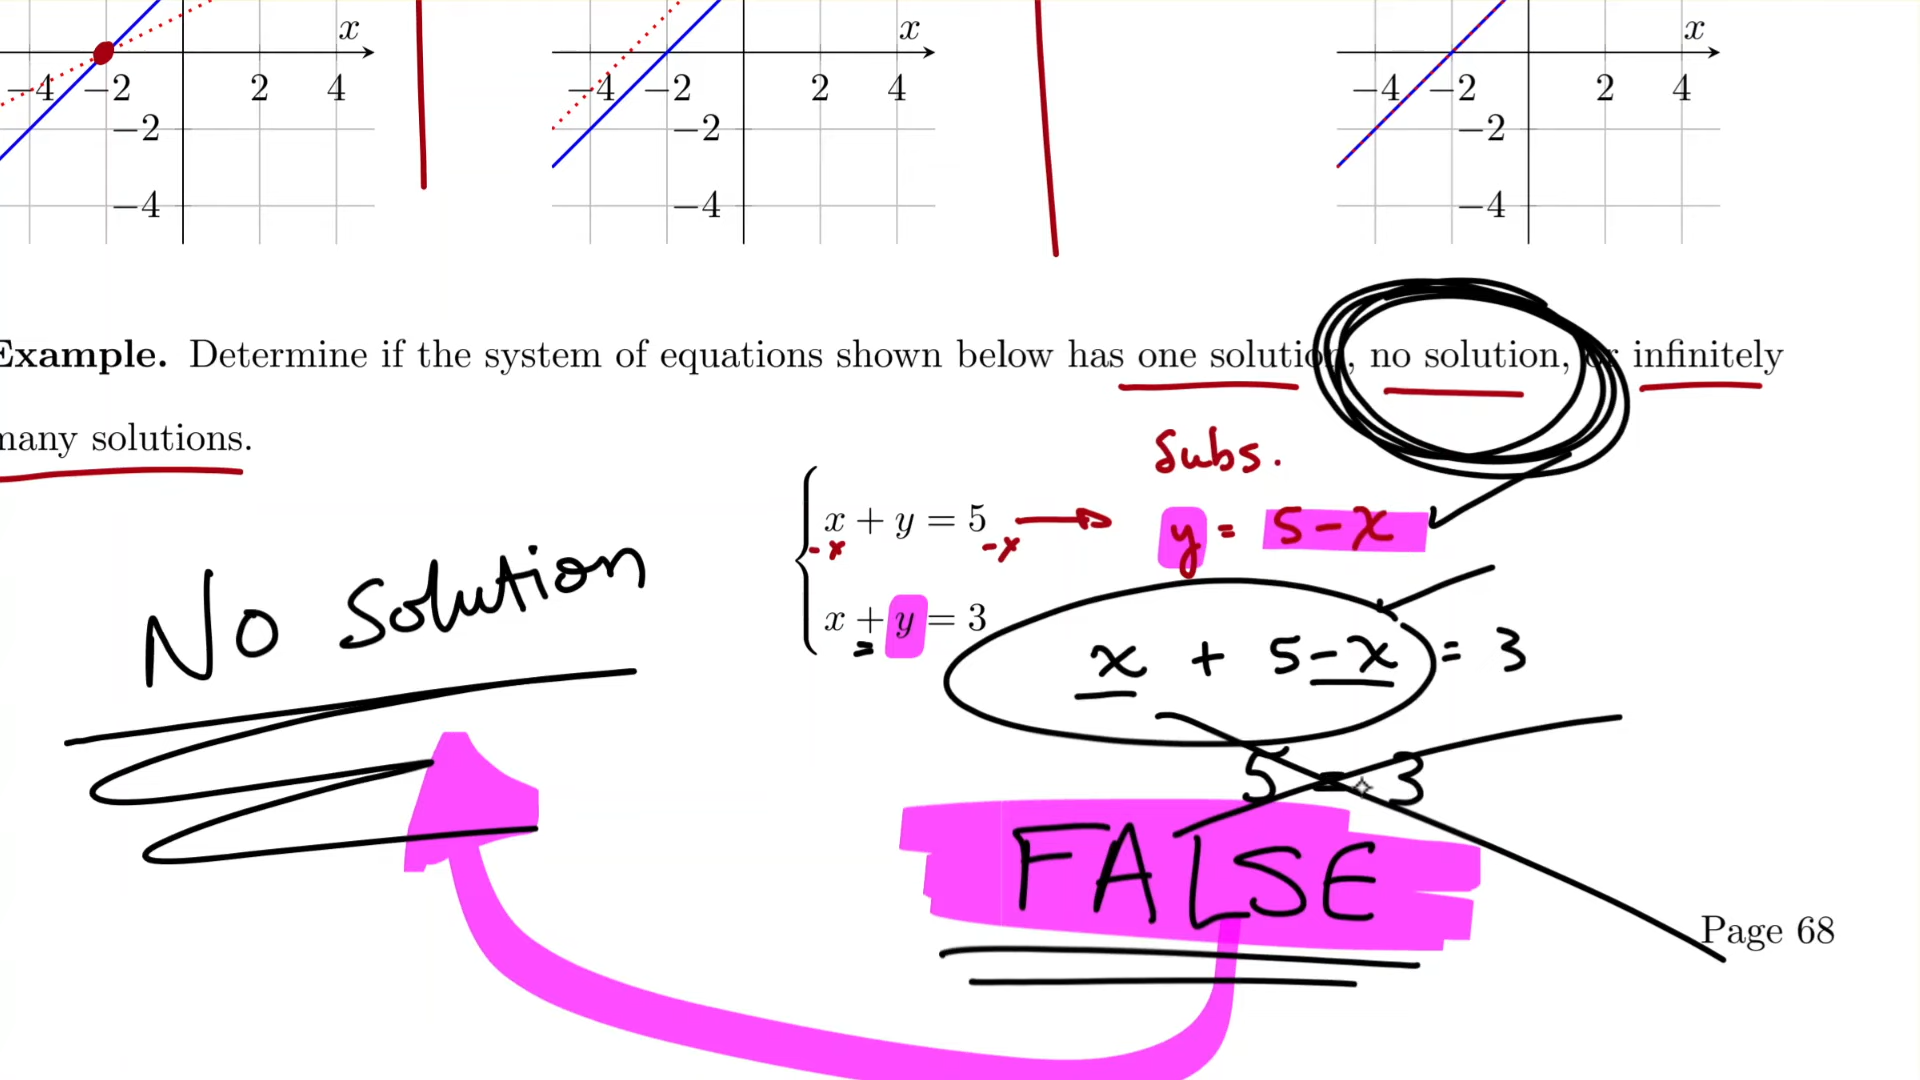 x x x
−4 −2 2 4 −4 −2 2 4 −4 −2 2 4
−2 −2 −2
−4 −4 −4
Example. Determine if the system of equations shown below has one solution, no solution, or infinitely
many solutions.
Subs.
x + y = 5 y = 5 - x
-x -x
No Solution
x + y = 3
x + 5 - x = 3
5 = 3
FALSE
Page 68